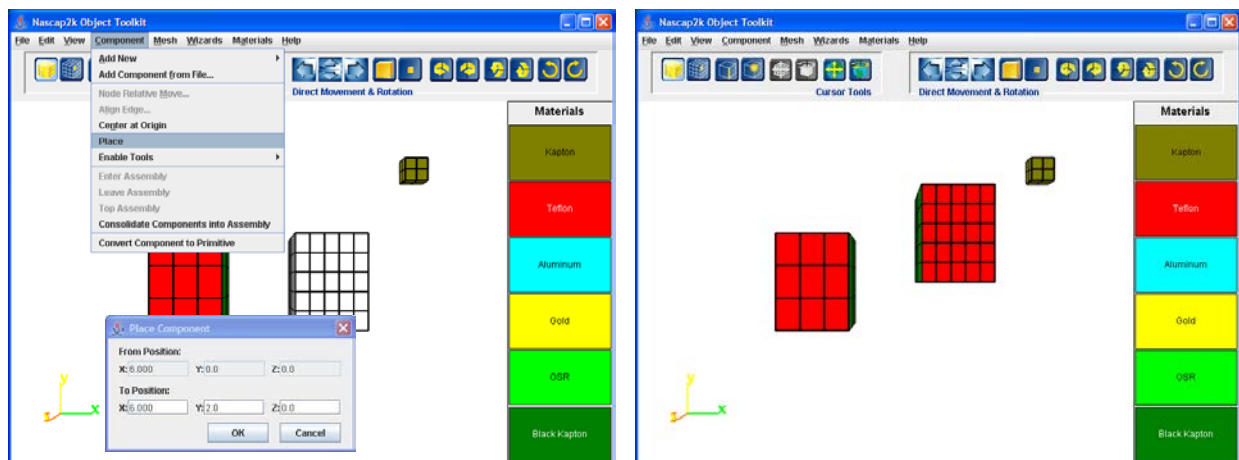 Nascap2k Object Toolkit
File Edit View Component Mesh Wizards Materials Help
Add New
Add Component from File...
Node Relative Move...
Align Edge...
Center at Origin
Place
Enable Tools
Enter Assembly
Leave Assembly
Top Assembly
Consolidate Components into Assembly
Convert Component to Primitive
Direct Movement & Rotation
Materials
Kapton
Teflon
Aluminum
Gold
OSR
Black Kapton
Place Component
From Position:
X: 6.000 Y: 0.0 Z: 0.0
To Position:
X: 6.000 Y: 2.0 Z: 0.0
OK Cancel
y
z x
Nascap2k Object Toolkit
File Edit View Component Mesh Wizards Materials Help
Cursor Tools Direct Movement & Rotation
Materials
Kapton
Teflon
Aluminum
Gold
OSR
Black Kapton
y
z x